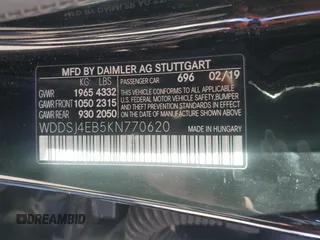 MFD BY DAIMLER AG STUTTGART
KG LBS PASSENGER CAR 696 02/19
GVWR 1965 4332
GAWR FRONT 1050 2315
GAWR REAR 930 2050
THIS VEHICLE CONFORMS TO ALL
APPLICABLE FEDERAL MOTOR
VEHICLE SAFETY, BUMPER, AND
THEFT PREVENTION STANDARDS
IN EFFECT ON THE DATE OF
MANUFACTURE SHOWN ABOVE.
WDDSJ4EB5KN770620
MADE IN HUNGARY
DREAMBID